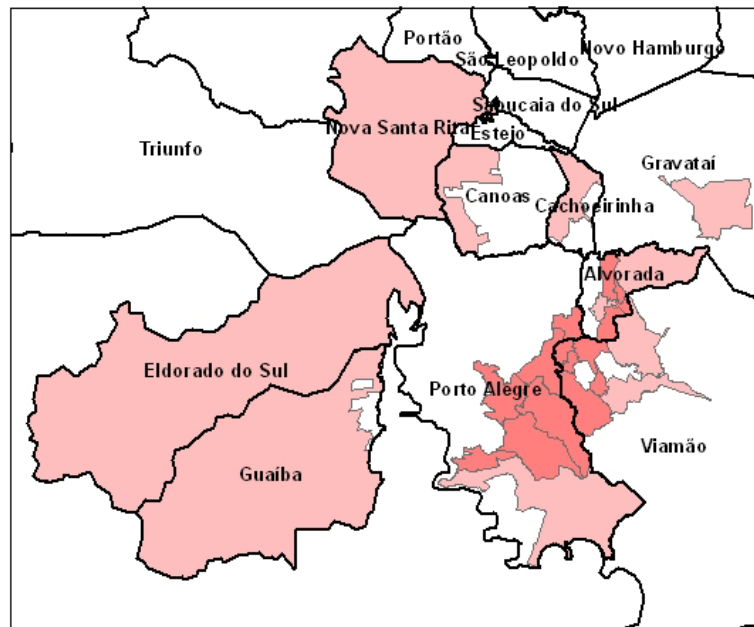 Portão
São Leopoldo
Novo Hamburgo
Sapucaia do Sul
Nova Santa Rita
Esteio
Triunfo
Gravataí
Canoas
Cachoeirinha
Alvorada
Eldorado do Sul
Porto Alegre
Viamão
Guaíba